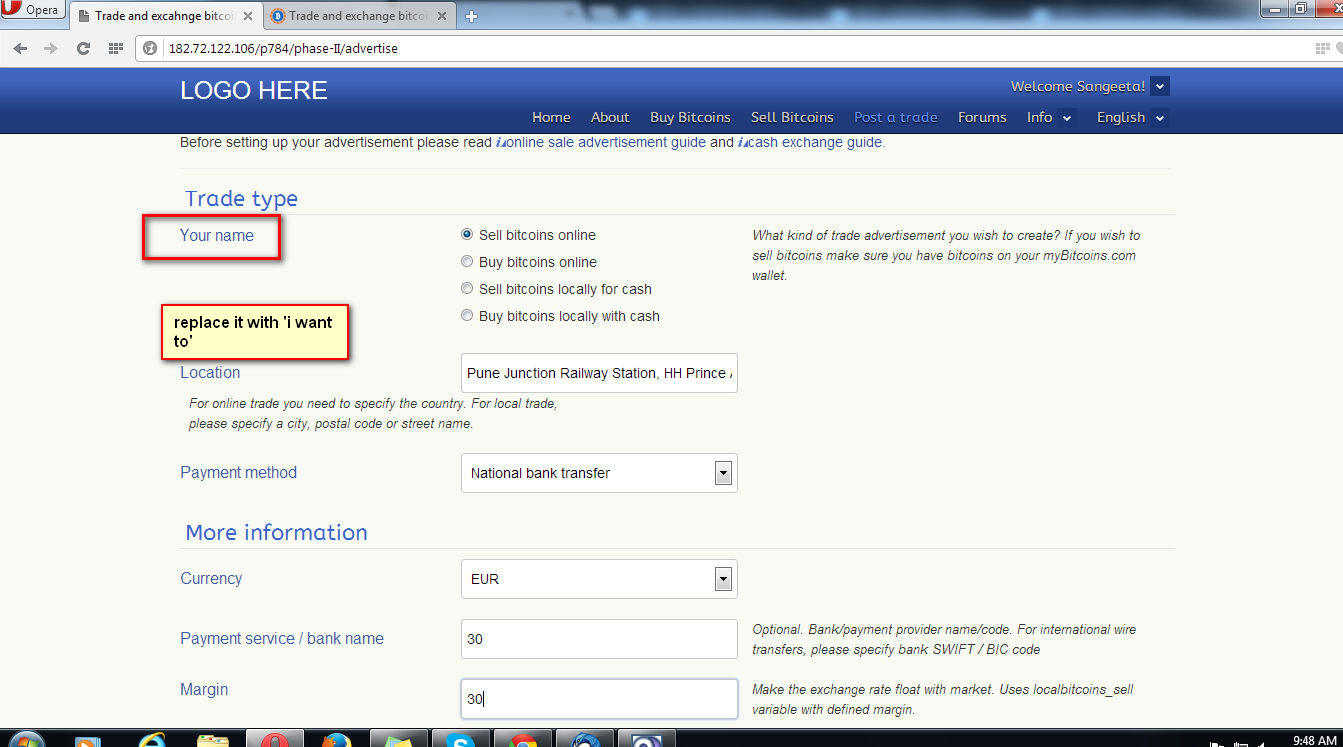 Opera
Trade and excahnge bitcoi
Trade and exchange bitcoi
182.72.122.106/p784/phase-II/advertise
LOGO HERE
Welcome Sangeeta!
Home About Buy Bitcoins Sell Bitcoins Post a trade Forums Info English
Before setting up your advertisement please read online sale advertisement guide and cash exchange guide.
Trade type
Your name
Sell bitcoins online
Buy bitcoins online
Sell bitcoins locally for cash
Buy bitcoins locally with cash
What kind of trade advertisement you wish to create? If you wish to
sell bitcoins make sure you have bitcoins on your myBitcoins.com
wallet.
replace it with 'i want
to'
Location
Pune Junction Railway Station, HH Prince
For online trade you need to specify the country. For local trade,
please specify a city, postal code or street name.
Payment method
National bank transfer
More information
Currency
EUR
Payment service / bank name
30
Optional. Bank/payment provider name/code. For international wire
transfers, please specify bank SWIFT / BIC code
Margin
30
Make the exchange rate float with market. Uses localbitcoins_sell
variable with defined margin.
9:48 AM